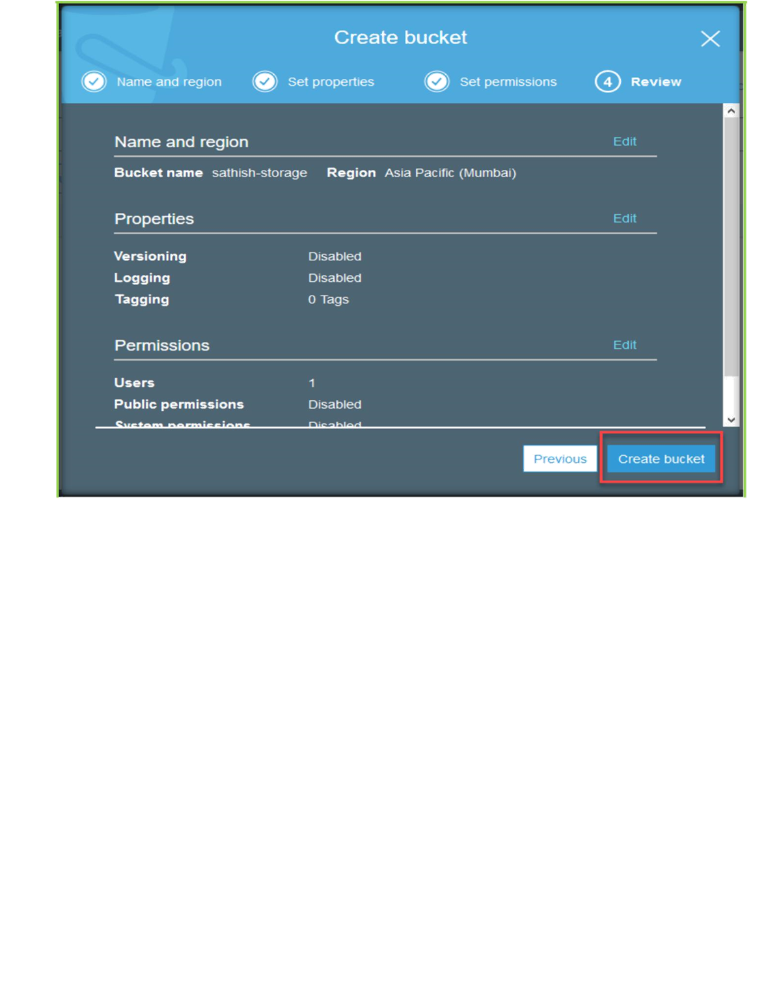 Create bucket
Name and region Set properties Set permissions 4 Review
Name and region Edit
Bucket name sathish-storage Region Asia Pacific (Mumbai)
Properties Edit
Versioning Disabled
Logging Disabled
Tagging 0 Tags
Permissions Edit
Users 1
Public permissions Disabled
System permissions Disabled
Previous Create bucket